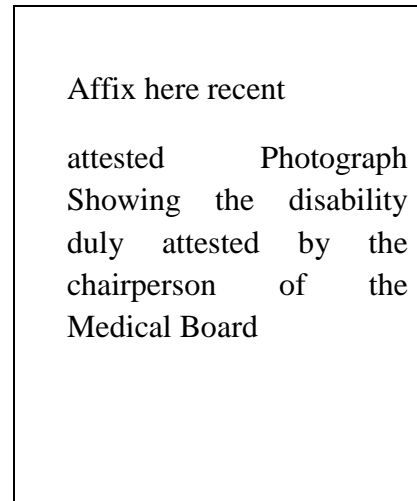 Affix here recent
attested Photograph
Showing the disability
duly attested by the
chairperson of the
Medical Board